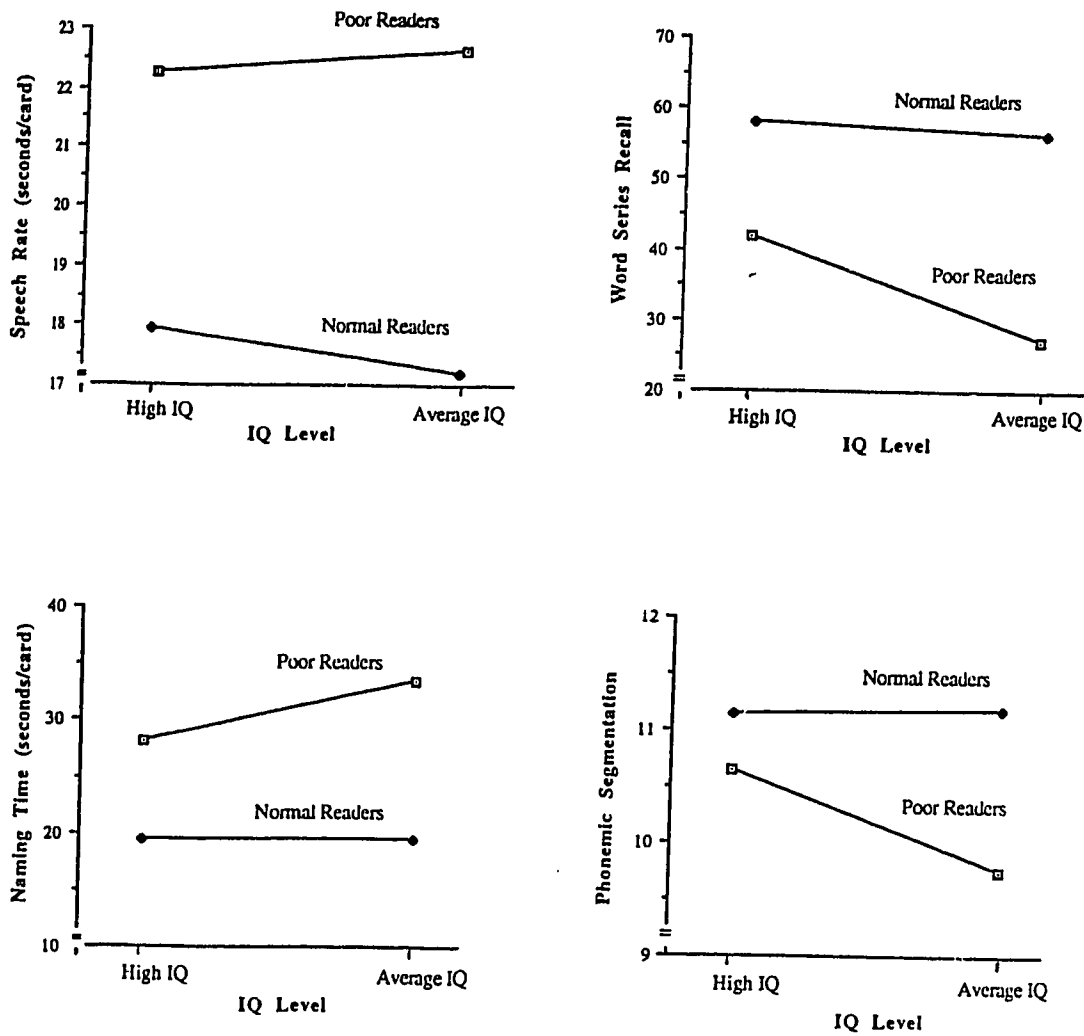 Speech Rate (seconds/card)
23
22
21
20
19
18
17
Poor Readers
Normal Readers
High IQ
Average IQ
IQ Level
Word Series Recall
70
60
50
40
30
20
Normal Readers
Poor Readers
High IQ
Average IQ
IQ Level
Naming Time (seconds/card)
40
30
20
10
Poor Readers
Normal Readers
High IQ
Average IQ
IQ Level
Phonemic Segmentation
12
11
10
9
Normal Readers
Poor Readers
High IQ
Average IQ
IQ Level